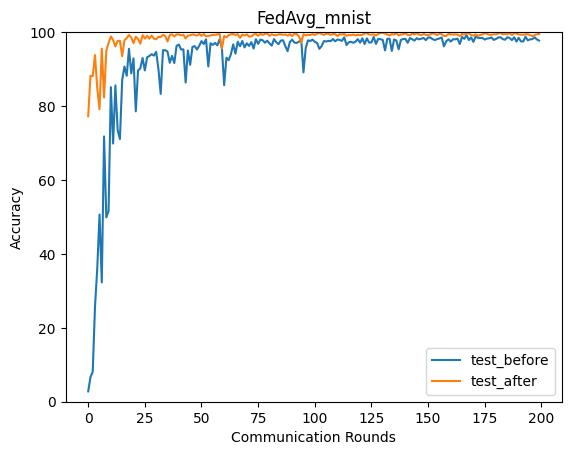 FedAvg_mnist
100
80
60
40
20
0
Accuracy
0 25 50 75 100 125 150 175 200
Communication Rounds
test_before
test_after